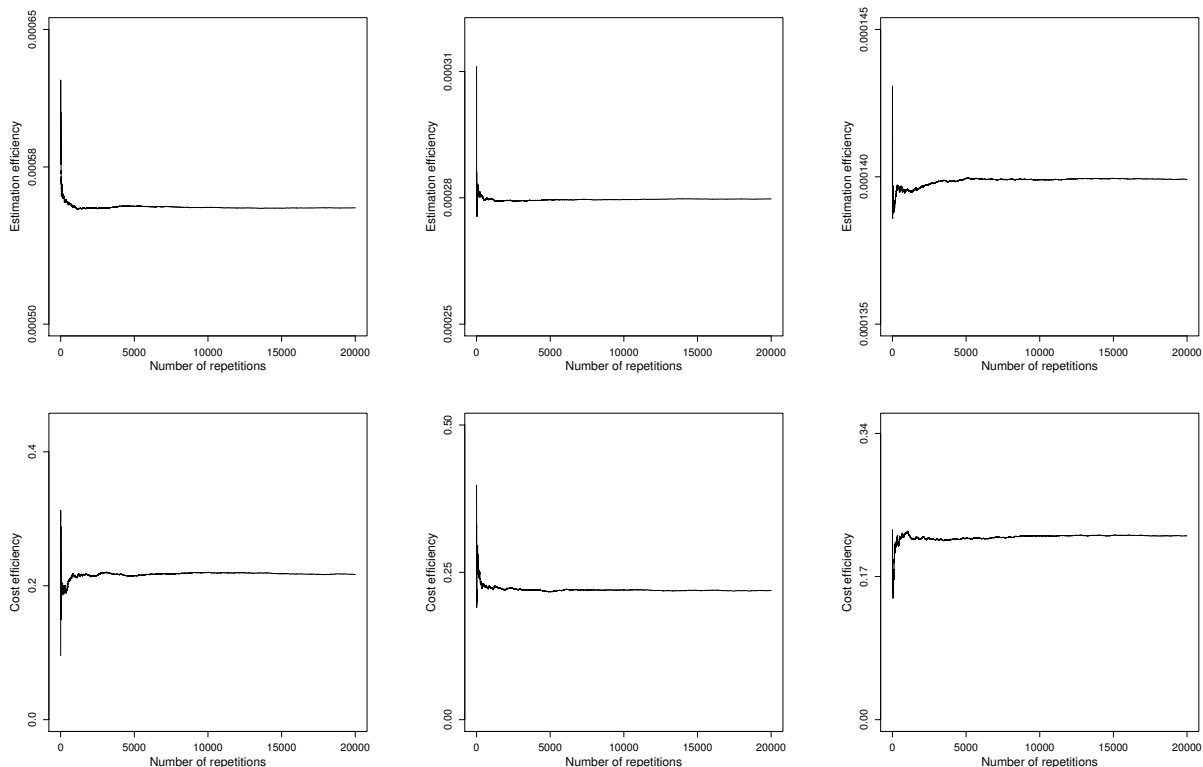 0.00065
0.00058
0.00050
Estimation efficiency
0 5000 10000 15000 20000
Number of repetitions
0.00031
0.00028
0.00025
Estimation efficiency
0 5000 10000 15000 20000
Number of repetitions
0.000145
0.000140
0.000135
Estimation efficiency
0 5000 10000 15000 20000
Number of repetitions
0.4
0.2
0.0
Cost efficiency
0 5000 10000 15000 20000
Number of repetitions
0.50
0.25
0.00
Cost efficiency
0 5000 10000 15000 20000
Number of repetitions
0.34
0.17
0.00
Cost efficiency
0 5000 10000 15000 20000
Number of repetitions